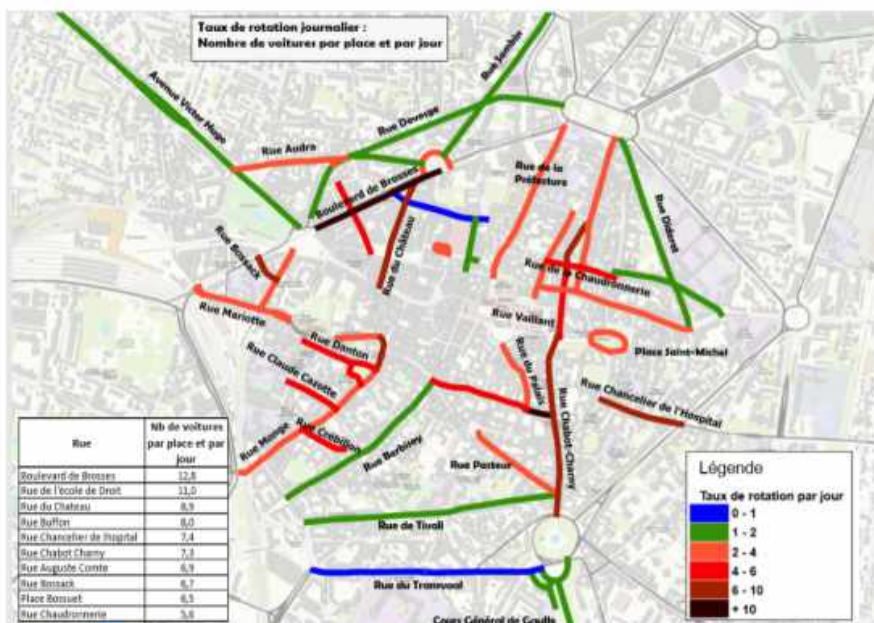 Taux de rotation journalier :
Nombre de voitures par place et par jour
Rue Jambior
Avenue Victor Hugo
Rue Devosge
Rue Audra
Rue de la
Préfecture
Boulevard de Brosses
Rue Diderot
Rue du Château
Rue Bossack
Rue de la Chaudronnerie
Rue Mariotte
Rue Vaillant
Rue Danton
Place Saint-Michel
Rue du Palais
Rue Claude Cazotte
Rue Chancelier de l'Hospital
Rue Chabot-Charny
Rue Crébillon
Rue Monge
Rue Berbisey
Rue Pasteur
Rue de Tivoli
Rue du Transvaal
Cours Général de Gaulle
Rue
Nb de voitures
par place et par
jour
Boulevard de Brosses 12,8
Rue de l'école de Droit 11,0
Rue du Chateau 8,9
Rue Buffon 8,0
Rue Chancelier de lhopital 7,4
Rue Chabot Charny 7,3
Rue Auguste Comte 6,9
Rue Bossack 6,7
Place Bossuet 6,5
Rue Chaudronnerie 5,8
Légende
Taux de rotation par jour
0 - 1
1 - 2
2 - 4
4 - 6
6 - 10
+ 10